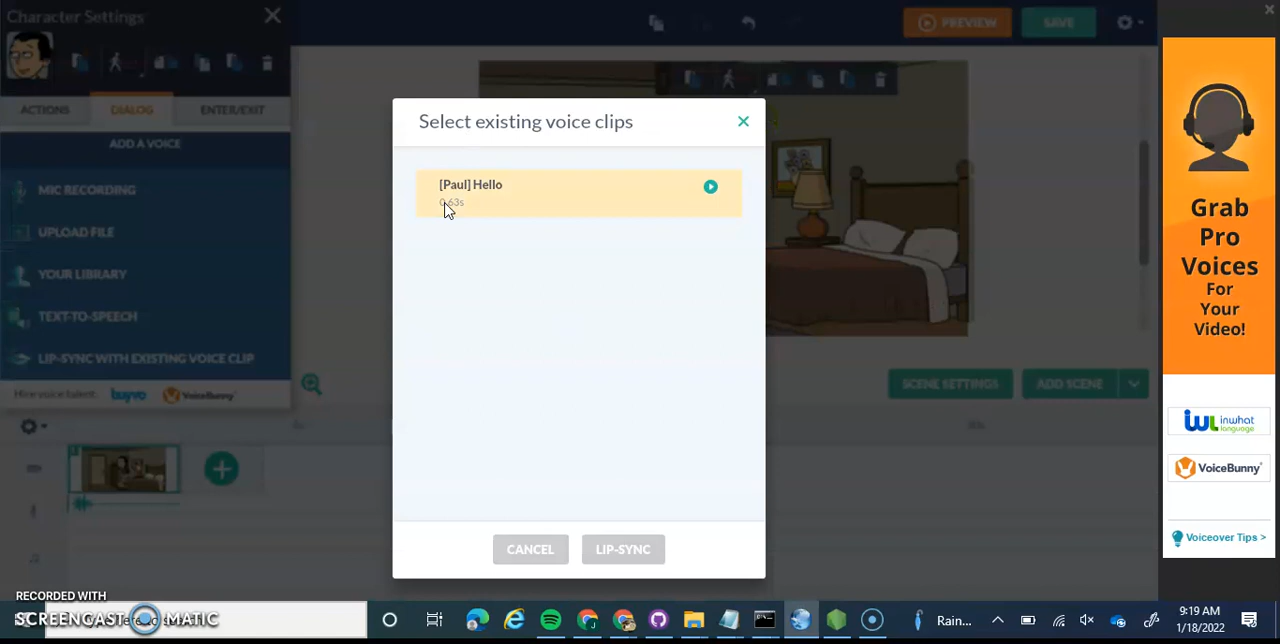 Character Settings
PREVIEW
SAVE
ACTIONS
DIALOG
ENTER/EXIT
ADD A VOICE
MIC RECORDING
UPLOAD FILE
YOUR LIBRARY
TEXT-TO-SPEECH
LIP-SYNC WITH EXISTING VOICE CLIP
Hire voice talent:
VoiceBunny
Select existing voice clips
[Paul] Hello
0.63s
CANCEL
LIP-SYNC
SCENE SETTINGS
ADD SCENE
Grab
Pro
Voices
For
Your
Video!
inwhat
language
VoiceBunny
Voiceover Tips >
RECORDED WITH
SCREENCAST MATIC
Rain...
9:19 AM
1/18/2022